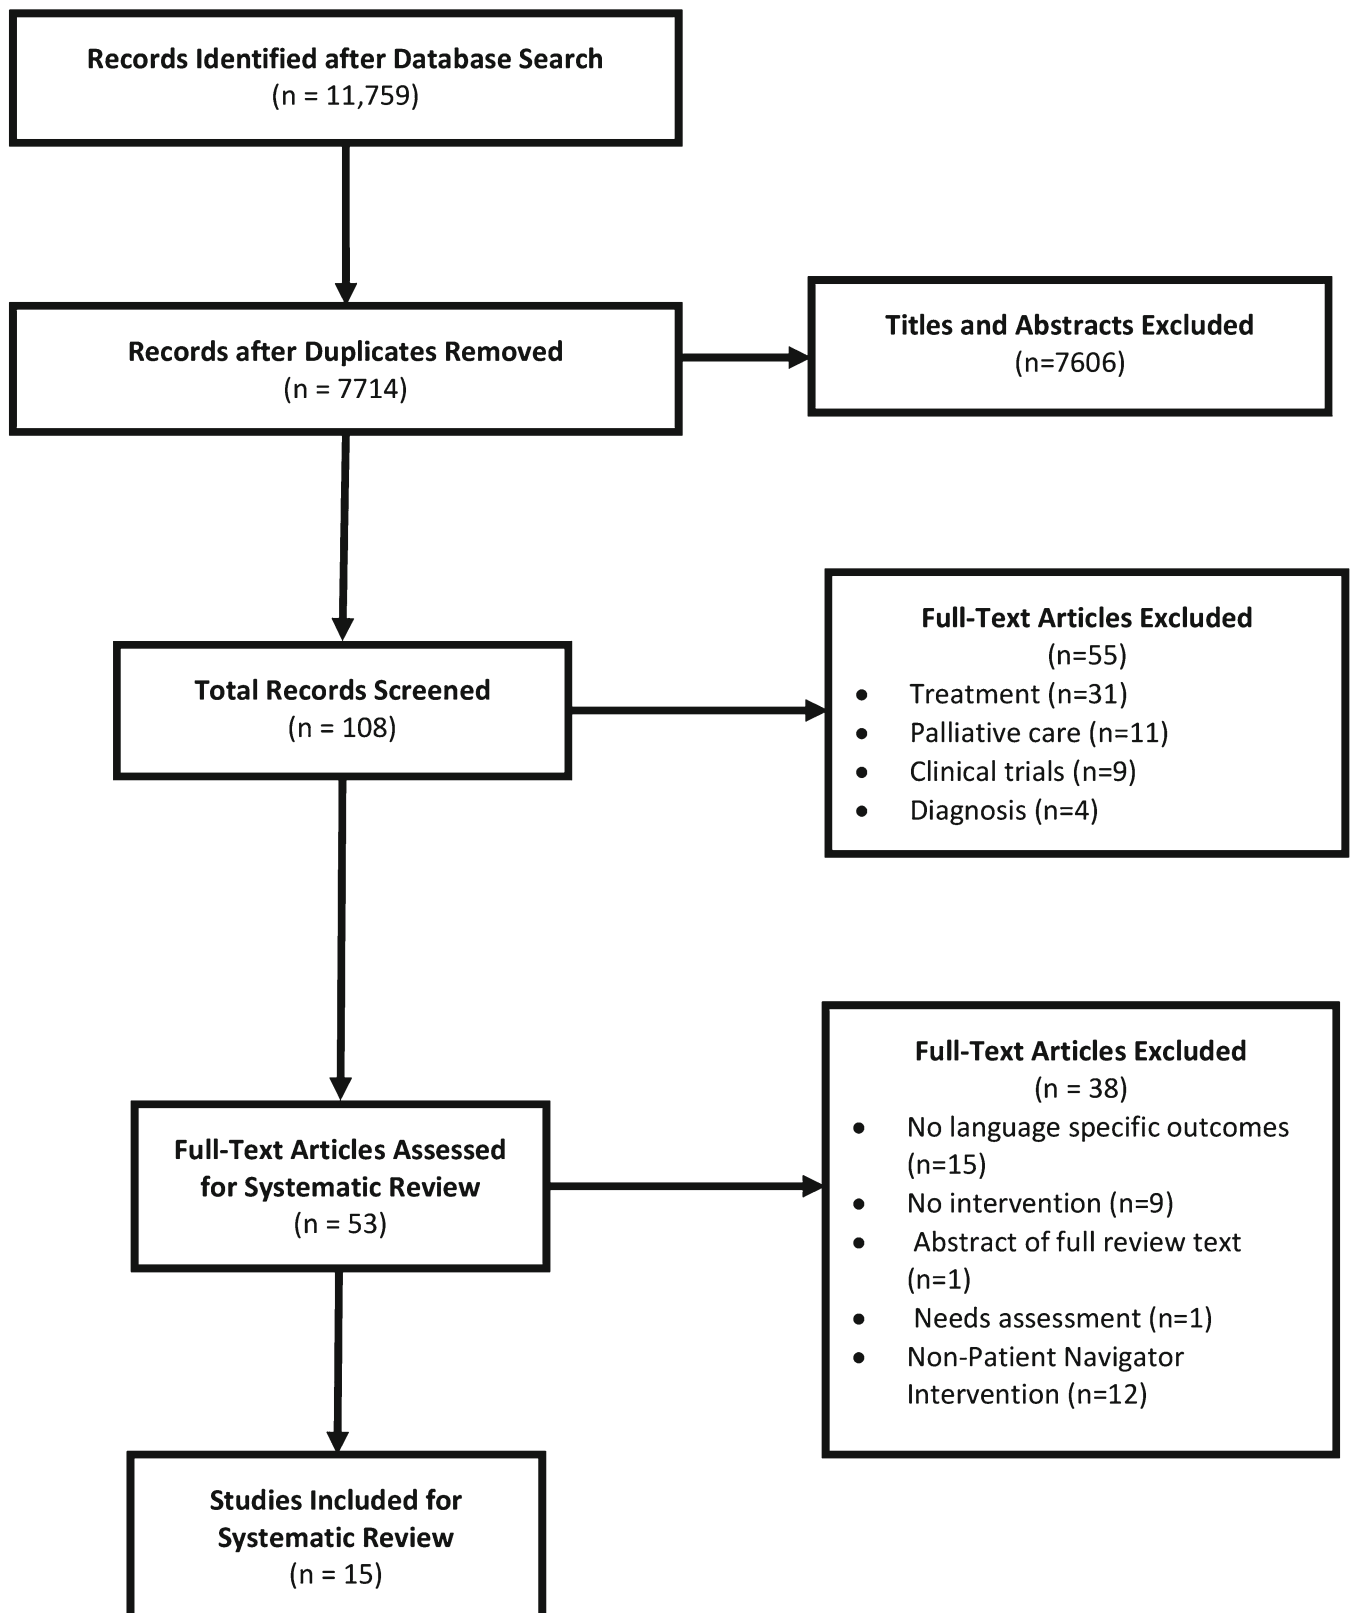 Records Identified after Database Search
(n = 11,759)
Records after Duplicates Removed
(n = 7714)
Titles and Abstracts Excluded
(n=7606)
Total Records Screened
(n = 108)
Full-Text Articles Excluded
(n=55)
• Treatment (n=31)
• Palliative care (n=11)
• Clinical trials (n=9)
• Diagnosis (n=4)
Full-Text Articles Assessed
for Systematic Review
(n = 53)
Full-Text Articles Excluded
(n = 38)
• No language specific outcomes
(n=15)
• No intervention (n=9)
• Abstract of full review text
(n=1)
• Needs assessment (n=1)
• Non-Patient Navigator
Intervention (n=12)
Studies Included for
Systematic Review
(n = 15)